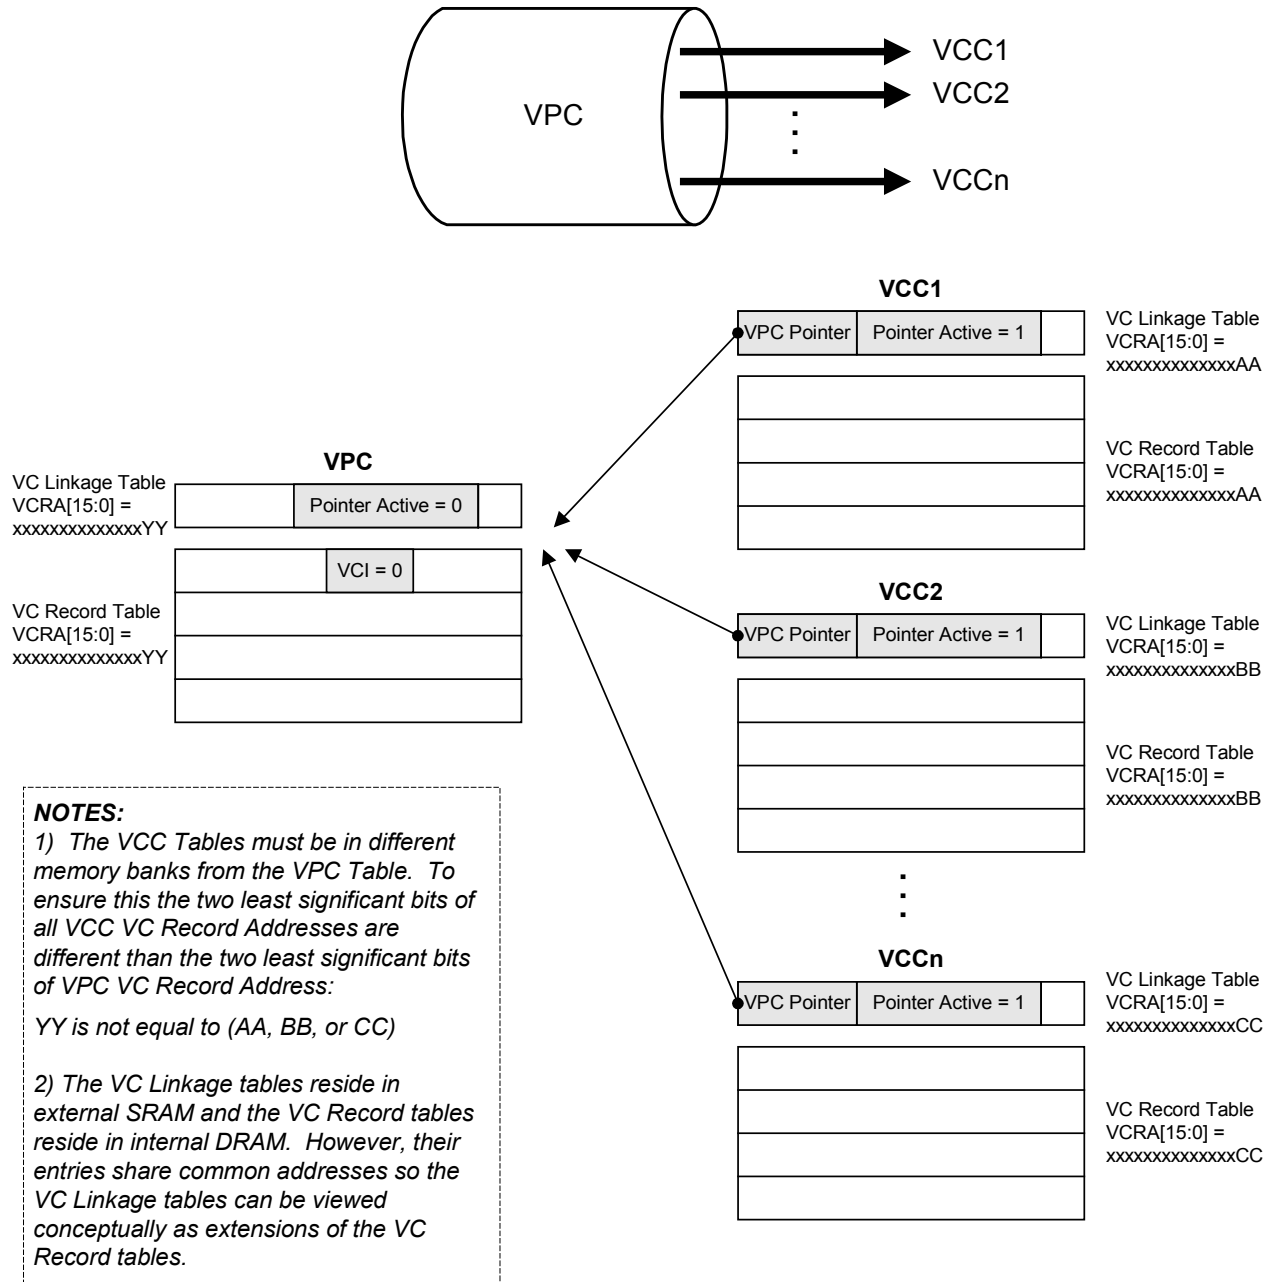 VPC
VCC1
VCC2
VCCn
VCC1
VPC Pointer Pointer Active = 1
VC Linkage Table
VCRA[15:0] =
xxxxxxxxxxxxxxAA
VC Record Table
VCRA[15:0] =
xxxxxxxxxxxxxxAA
VPC
VC Linkage Table
VCRA[15:0] =
xxxxxxxxxxxxxxYY
Pointer Active = 0
VCI = 0
VC Record Table
VCRA[15:0] =
xxxxxxxxxxxxxxYY
VCC2
VPC Pointer Pointer Active = 1
VC Linkage Table
VCRA[15:0] =
xxxxxxxxxxxxxxBB
VC Record Table
VCRA[15:0] =
xxxxxxxxxxxxxxBB
VCCn
VPC Pointer Pointer Active = 1
VC Linkage Table
VCRA[15:0] =
xxxxxxxxxxxxxxCC
VC Record Table
VCRA[15:0] =
xxxxxxxxxxxxxxCC
NOTES:
1) The VCC Tables must be in different
memory banks from the VPC Table. To
ensure this the two least significant bits of
all VCC VC Record Addresses are
different than the two least significant bits
of VPC VC Record Address:
YY is not equal to (AA, BB, or CC)
2) The VC Linkage tables reside in
external SRAM and the VC Record tables
reside in internal DRAM. However, their
entries share common addresses so the
VC Linkage tables can be viewed
conceptually as extensions of the VC
Record tables.